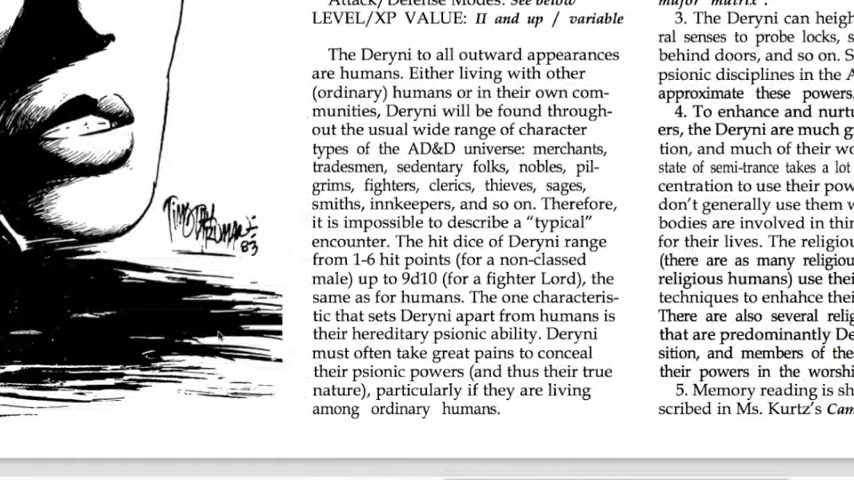 Attack/Defense Modes: See below
LEVEL/XP VALUE: II and up / variable
The Deryni to all outward appearances
are humans. Either living with other
(ordinary) humans or in their own com-
munities, Deryni will be found through-
out the usual wide range of character
types of the AD&D universe: merchants,
tradesmen, sedentary folks, nobles, pil-
grims, fighters, clerics, thieves, sages,
smiths, innkeepers, and so on. Therefore,
it is impossible to describe a “typical”
encounter. The hit dice of Deryni range
from 1-6 hit points (for a non-classed
male) up to 9d10 (for a fighter Lord), the
same as for humans. The one characteris-
tic that sets Deryni apart from humans is
their hereditary psionic ability. Deryni
must often take great pains to conceal
their psionic powers (and thus their true
nature), particularly if they are living
among ordinary humans.
major matrix”.
3. The Deryni can heigh
ral senses to probe locks, s
behind doors, and so on. S
psionic disciplines in the A
approximate these powers.
4. To enhance and nurtu
ers, the Deryni are much g
tion, and much of their wo
state of semi-trance takes a lot
centration to use their pow
don’t generally use them w
bodies are involved in thin
for their lives. The religiou
(there are as many religiou
religious humans) use thei
techniques to enhahce thei
There are also several relig
that are predominantly De
sition, and members of the
their powers in the worshi
5. Memory reading is sh
scribed in Ms. Kurtz’s Cam
83